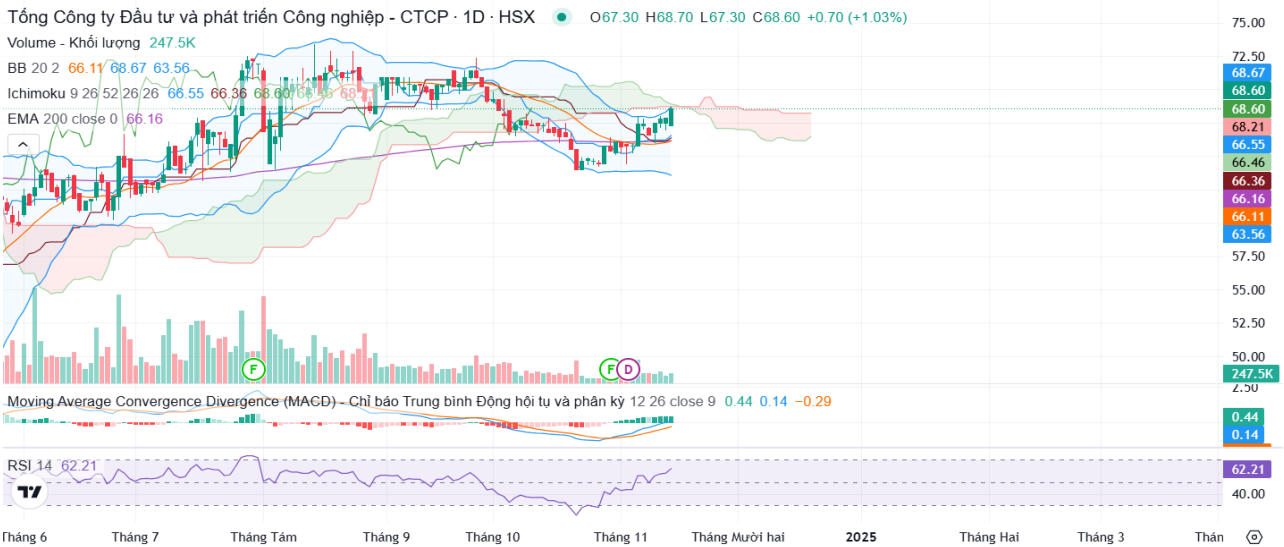 Tổng Công ty Đầu tư và phát triển Công nghiệp - CTCP · 1D · HSX O67.30 H68.70 L67.30 C68.60 +0.70 (+1.03%)
Volume - Khối lượng 247.5K
BB 20 2 66.11 68.67 63.56
Ichimoku 9 26 52 26 26 66.55 66.36 68.60 66.46 68.21
EMA 200 close 0 66.16
75.00
72.50
68.67
68.60
68.60
68.21
66.55
66.46
66.36
66.16
66.11
63.56
57.50
55.00
52.50
50.00
247.5K
F
F
D
2.50
Moving Average Convergence Divergence (MACD) - Chỉ báo Trung bình Động hội tụ và phân kỳ 12 26 close 9 0.44 0.14 −0.29
0.44
0.14
RSI 14 62.21
62.21
40.00
Tháng 6 Tháng 7 Tháng Tám Tháng 9 Tháng 10 Tháng 11 Tháng Mười hai 2025 Tháng Hai Tháng 3 Thán